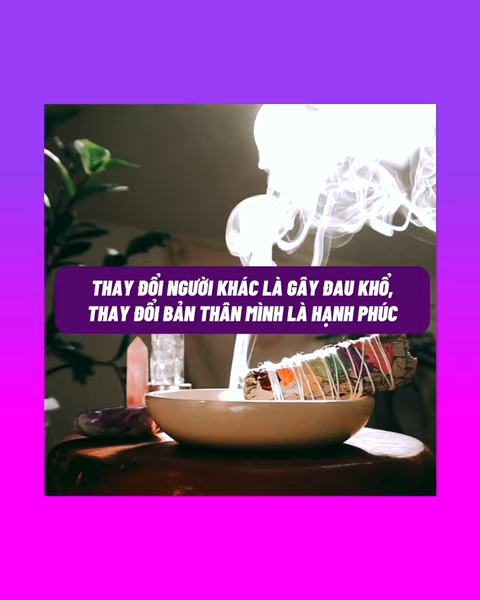 THAY ĐỔI NGƯỜI KHÁC LÀ GÂY ĐAU KHỔ,
THAY ĐỔI BẢN THÂN MÌNH LÀ HẠNH PHÚC